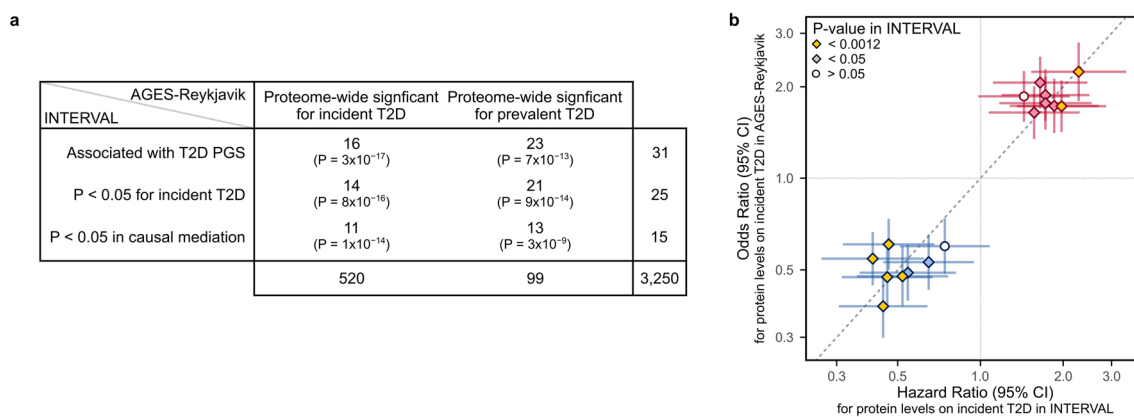 a
AGES-Reykjavik
INTERVAL
Proteome-wide signficant
for incident T2D
Proteome-wide signficant
for prevalent T2D
Associated with T2D PGS
16
(P = 3x10⁻¹⁷)
23
(P = 7x10⁻¹³)
31
P < 0.05 for incident T2D
14
(P = 8x10⁻¹⁶)
21
(P = 9x10⁻¹⁴)
25
P < 0.05 in causal mediation
11
(P = 1x10⁻¹⁴)
13
(P = 3x10⁻⁹)
15
520
99
3,250
b
P-value in INTERVAL
< 0.0012
< 0.05
> 0.05
Odds Ratio (95% CI)
for protein levels on incident T2D in AGES-Reykjavik
3.0
2.0
1.0
0.5
0.3
0.3
0.5
1.0
2.0
3.0
Hazard Ratio (95% CI)
for protein levels on incident T2D in INTERVAL